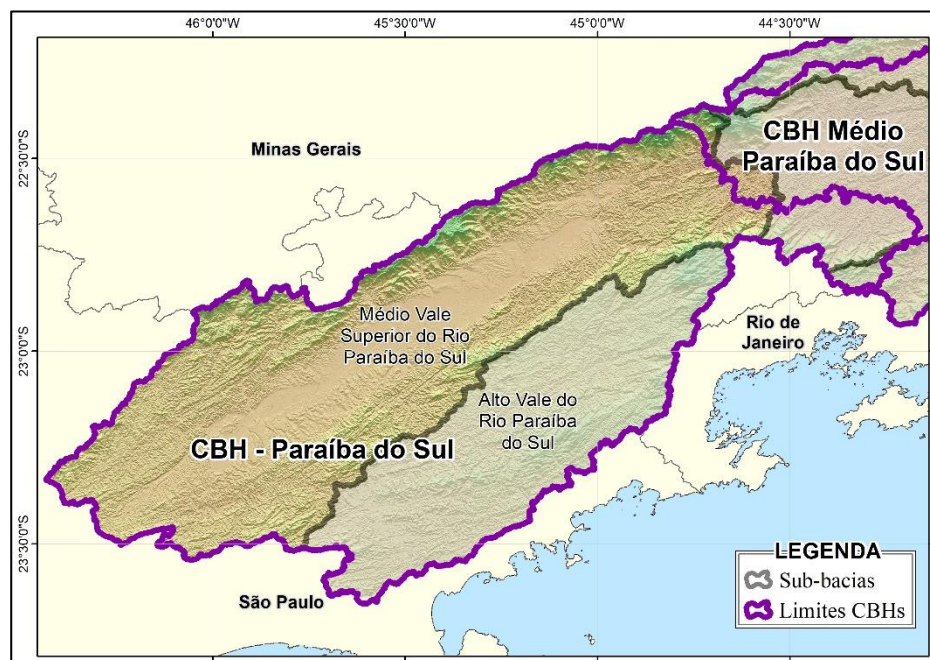 46°0'0"W
45°30'0"W
45°0'0"W
44°30'0"W
22°30'0"S
23°0'0"S
23°30'0"S
Minas Gerais
CBH Médio
Paraíba do Sul
Médio Vale
Superior do Rio
Paraíba do Sul
Rio de
Janeiro
Alto Vale do
Rio Paraíba
do Sul
CBH - Paraíba do Sul
São Paulo
LEGENDA
Sub-bacias
Limites CBHs